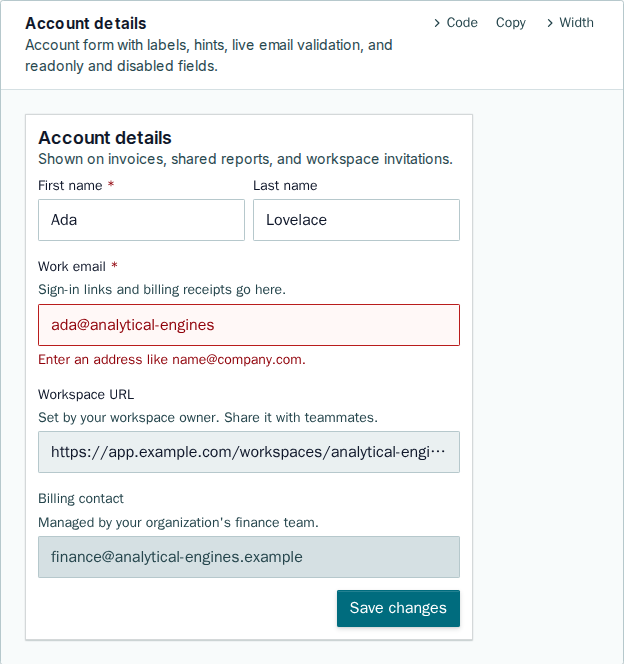 Account details
Code Copy Width
Account form with labels, hints, live email validation, and
readonly and disabled fields.
Account details
Shown on invoices, shared reports, and workspace invitations.
First name * Last name
Ada Lovelace
Work email *
Sign-in links and billing receipts go here.
ada@analytical-engines
Enter an address like name@company.com.
Workspace URL
Set by your workspace owner. Share it with teammates.
https://app.example.com/workspaces/analytical-engi···
Billing contact
Managed by your organization's finance team.
finance@analytical-engines.example
Save changes